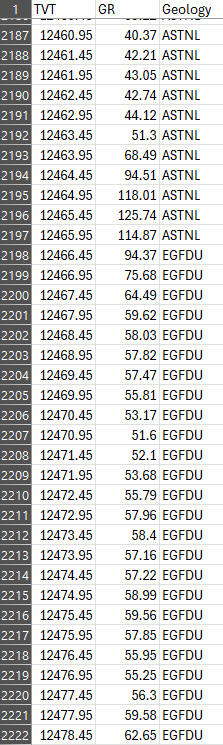 1 TVT GR Geology
2187 12460.95 40.37 ASTNL
2188 12461.45 42.21 ASTNL
2189 12461.95 43.05 ASTNL
2190 12462.45 42.74 ASTNL
2191 12462.95 44.12 ASTNL
2192 12463.45 51.3 ASTNL
2193 12463.95 68.49 ASTNL
2194 12464.45 94.51 ASTNL
2195 12464.95 118.01 ASTNL
2196 12465.45 125.74 ASTNL
2197 12465.95 114.87 ASTNL
2198 12466.45 94.37 EGFDU
2199 12466.95 75.68 EGFDU
2200 12467.45 64.49 EGFDU
2201 12467.95 59.62 EGFDU
2202 12468.45 58.03 EGFDU
2203 12468.95 57.82 EGFDU
2204 12469.45 57.47 EGFDU
2205 12469.95 55.81 EGFDU
2206 12470.45 53.17 EGFDU
2207 12470.95 51.6 EGFDU
2208 12471.45 52.1 EGFDU
2209 12471.95 53.68 EGFDU
2210 12472.45 55.79 EGFDU
2211 12472.95 57.96 EGFDU
2212 12473.45 58.4 EGFDU
2213 12473.95 57.16 EGFDU
2214 12474.45 57.22 EGFDU
2215 12474.95 58.99 EGFDU
2216 12475.45 59.56 EGFDU
2217 12475.95 57.85 EGFDU
2218 12476.45 55.95 EGFDU
2219 12476.95 55.25 EGFDU
2220 12477.45 56.3 EGFDU
2221 12477.95 59.58 EGFDU
2222 12478.45 62.65 EGFDU